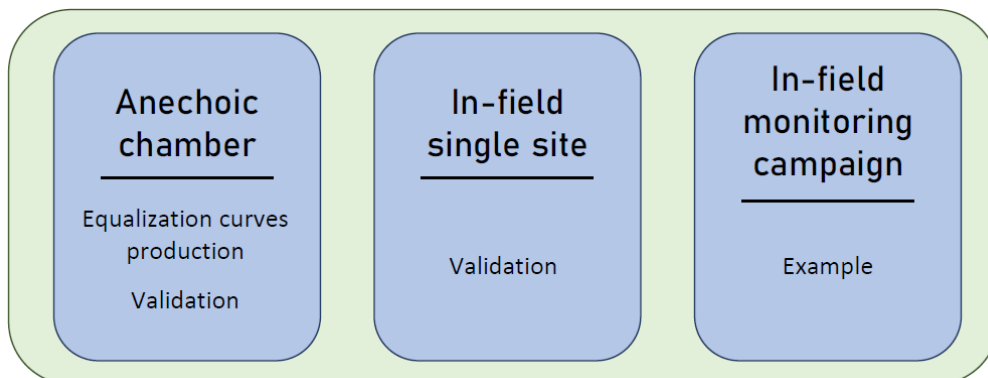 Anechoic
chamber
Equalization curves
production
Validation
In-field
single site
Validation
In-field
monitoring
campaign
Example